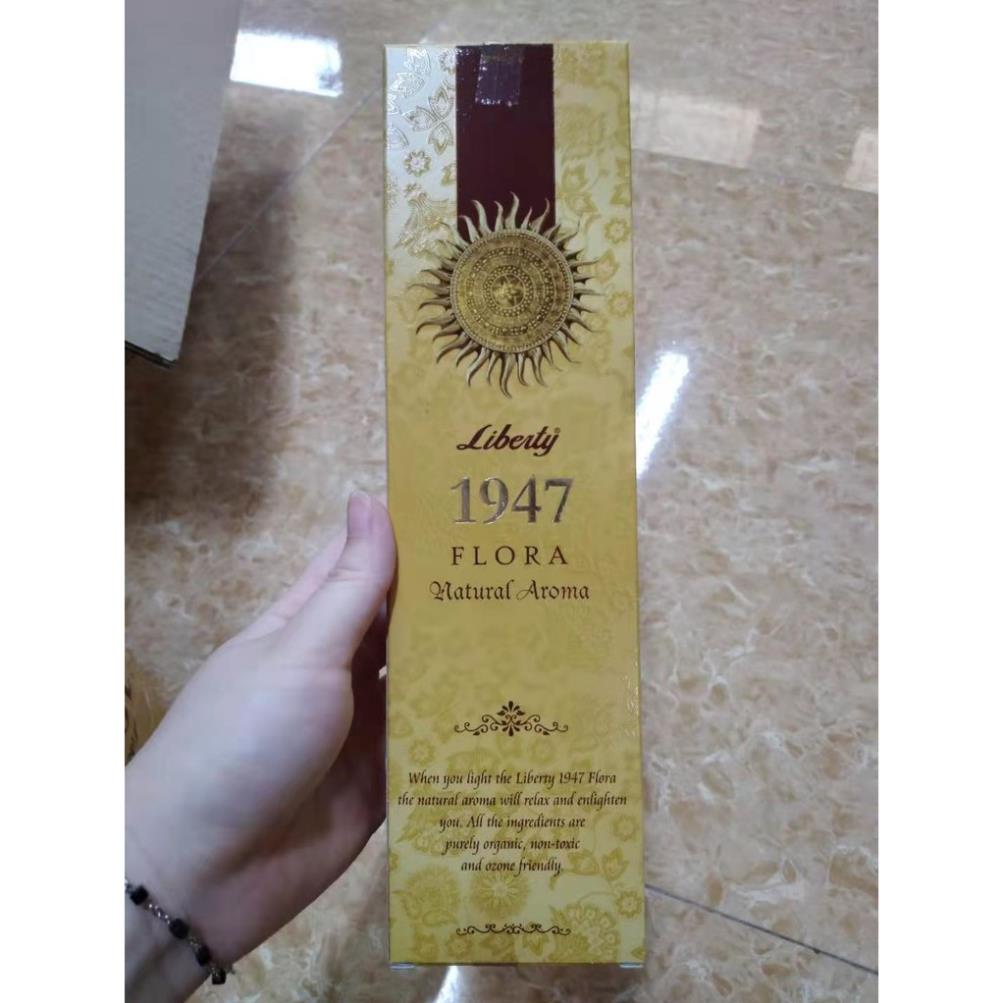 Liberty®
1947
FLORA
Natural Aroma
When you light the Liberty 1947 Flora
the natural aroma will relax and enlighten
you. All the ingredients are
purely organic, non-toxic
and ozone friendly.